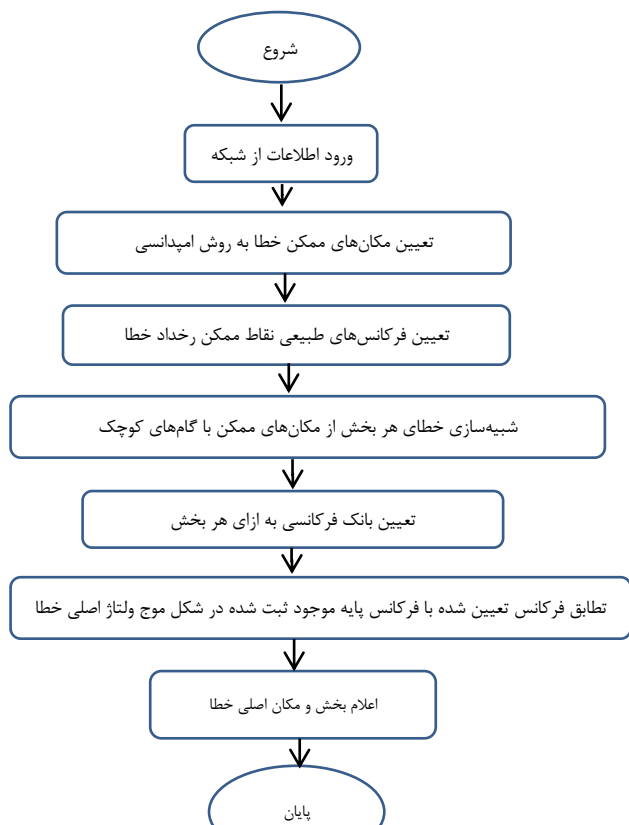 شروع
ورود اطلاعات از شبکه
تعیین مکان‌های ممکن خطا به روش امپدانسی
تعیین فرکانس‌های طبیعی نقاط ممکن رخداد خطا
شبیه‌سازی خطای هر بخش از مکان‌های ممکن با گام‌های کوچک
تعیین بانک فرکانسی به ازای هر بخش
تطابق فرکانس تعیین شده با فرکانس پایه موجود ثبت شده در شکل موج ولتاژ اصلی خطا
اعلام بخش و مکان اصلی خطا
پایان